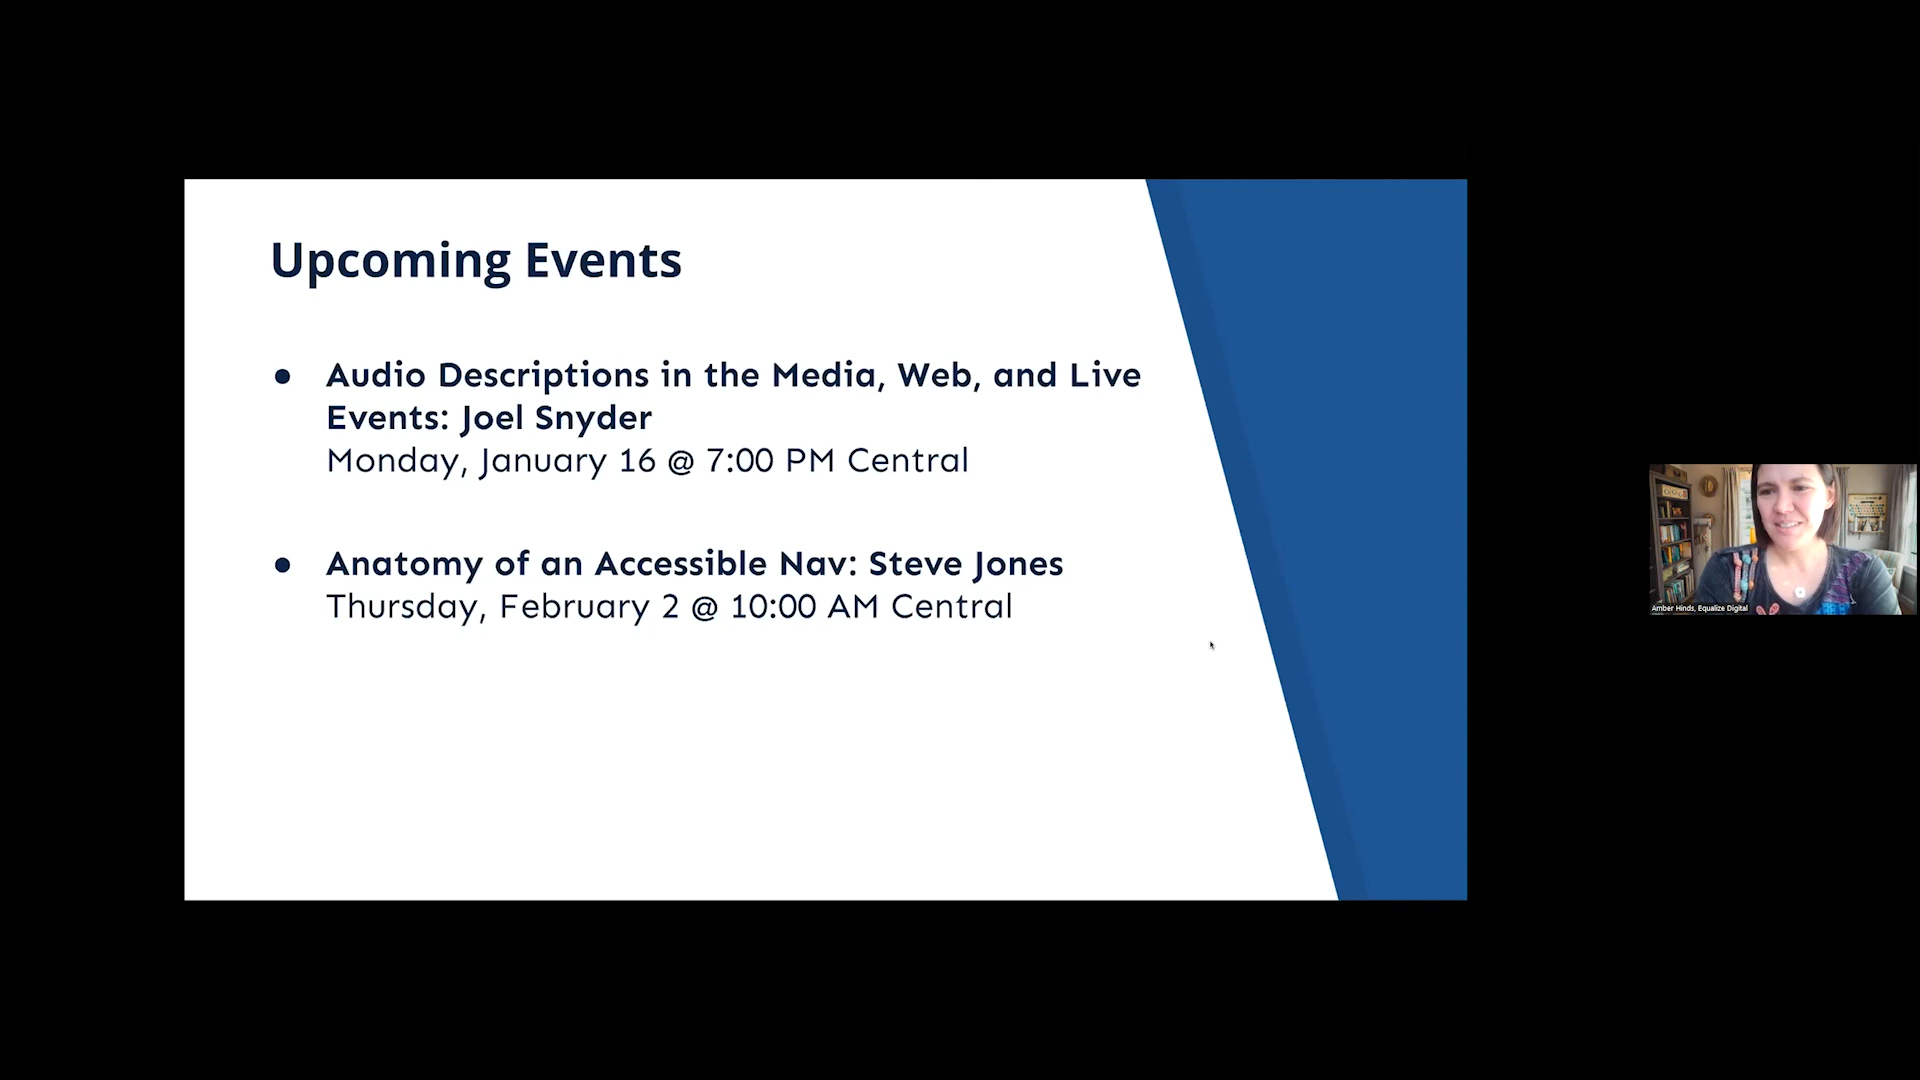 Upcoming Events
● Audio Descriptions in the Media, Web, and Live
Events: Joel Snyder
Monday, January 16 @ 7:00 PM Central
● Anatomy of an Accessible Nav: Steve Jones
Thursday, February 2 @ 10:00 AM Central
Amber Hinds, Equalize Digital